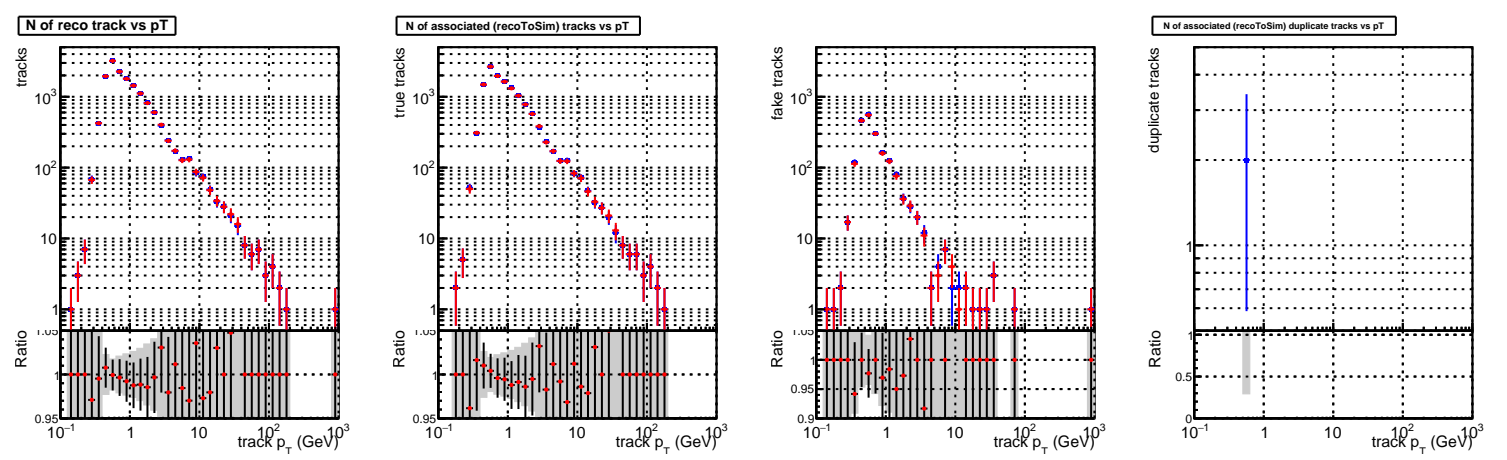 N of reco track vs pT
tracks
10³
10²
10
1
Ratio
1.05
1
0.95
10⁻¹ 1 10 10² 10³
track p_T (GeV)
N of associated (recoToSim) tracks vs pT
true tracks
10³
10²
10
1
Ratio
1.05
1
0.95
10⁻¹ 1 10 10² 10³
track p_T (GeV)
fake tracks
10³
10²
10
1
Ratio
1.05
1
0.95
0.9
10⁻¹ 1 10 10² 10³
track p_T (GeV)
N of associated (recoToSim) duplicate tracks vs pT
duplicate tracks
1
Ratio
1
0.5
0
10⁻¹ 1 10 10² 10³
track p_T (GeV)